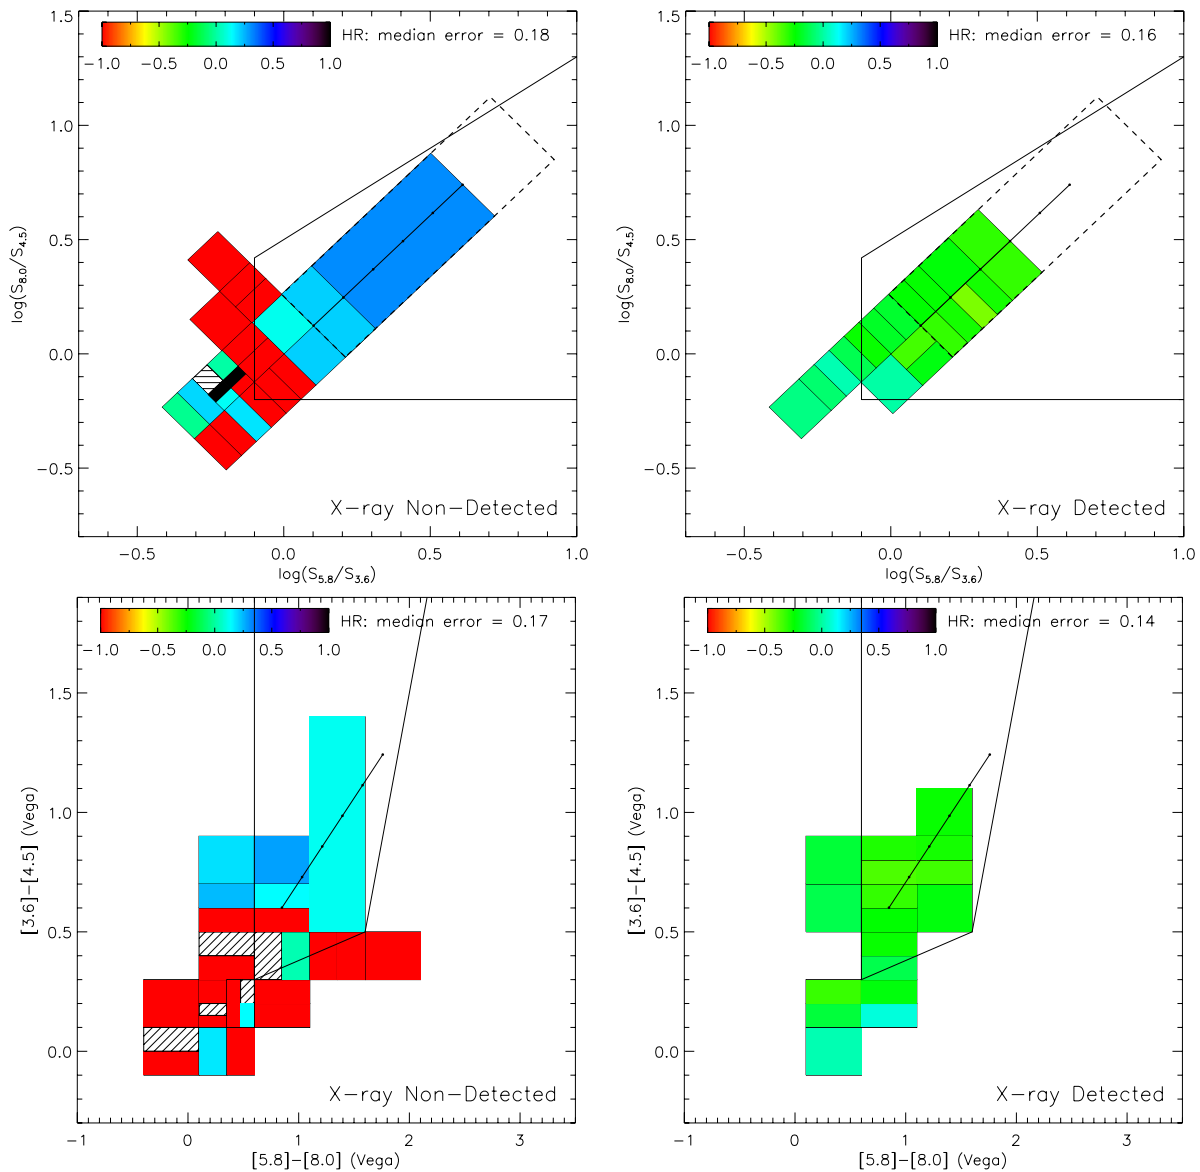 HR: median error = 0.18
−1.0 −0.5 0.0 0.5 1.0
1.5
1.0
0.5
0.0
−0.5
log(S8.0/S4.5)
X−ray Non−Detected
−0.5 0.0 0.5 1.0
log(S5.8/S3.6)
HR: median error = 0.16
−1.0 −0.5 0.0 0.5 1.0
1.5
1.0
0.5
0.0
−0.5
log(S8.0/S4.5)
X−ray Detected
−0.5 0.0 0.5 1.0
log(S5.8/S3.6)
HR: median error = 0.17
−1.0 −0.5 0.0 0.5 1.0
1.5
1.0
0.5
0.0
[3.6]−[4.5] (Vega)
X−ray Non−Detected
−1 0 1 2 3
[5.8]−[8.0] (Vega)
HR: median error = 0.14
−1.0 −0.5 0.0 0.5 1.0
1.5
1.0
0.5
0.0
[3.6]−[4.5] (Vega)
X−ray Detected
−1 0 1 2 3
[5.8]−[8.0] (Vega)